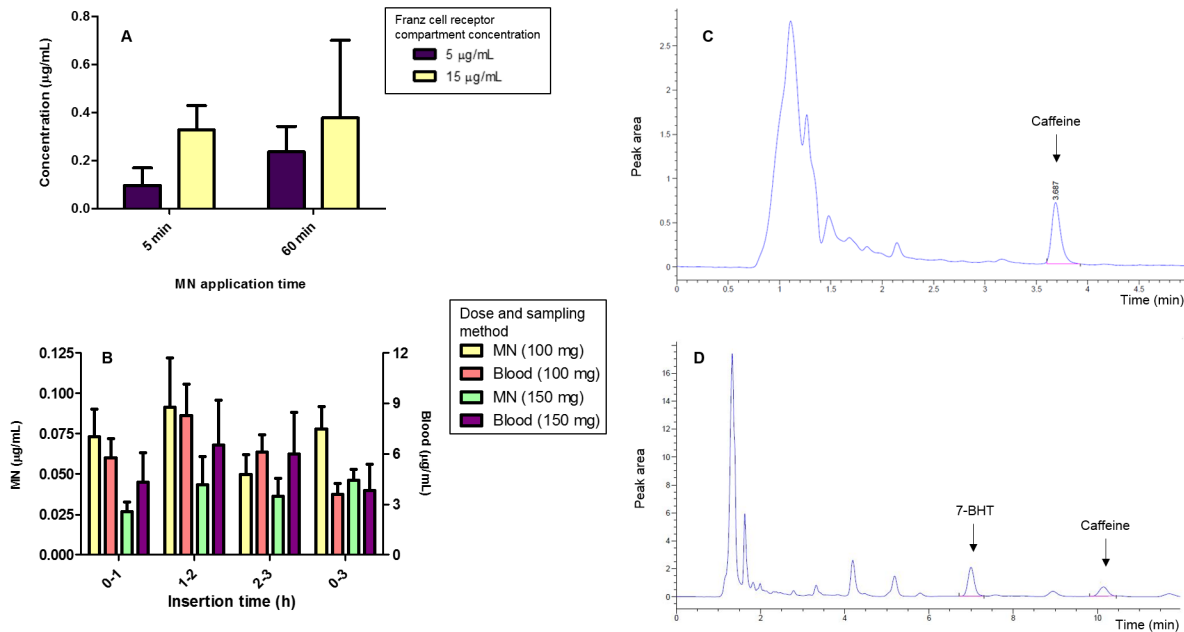 A
Franz cell receptor
compartment concentration
5 µg/mL
15 µg/mL
Concentration (µg/mL)
0.8
0.6
0.4
0.2
0.0
5 min
60 min
MN application time
B
Dose and sampling
method
MN (100 mg)
Blood (100 mg)
MN (150 mg)
Blood (150 mg)
MN (µg/mL)
0.125
0.100
0.075
0.050
0.025
0.000
Blood (µg/mL)
12
9
6
3
0
0-1
1-2
2-3
0-3
Insertion time (h)
C
Peak area
2.5
2
1.5
1
0.5
0
Caffeine
3.687
0
0.5
1
1.5
2
2.5
3
3.5
4
4.5
Time (min)
D
Peak area
16
14
12
10
8
6
4
2
0
7-BHT
Caffeine
2
4
6
8
10
Time (min)